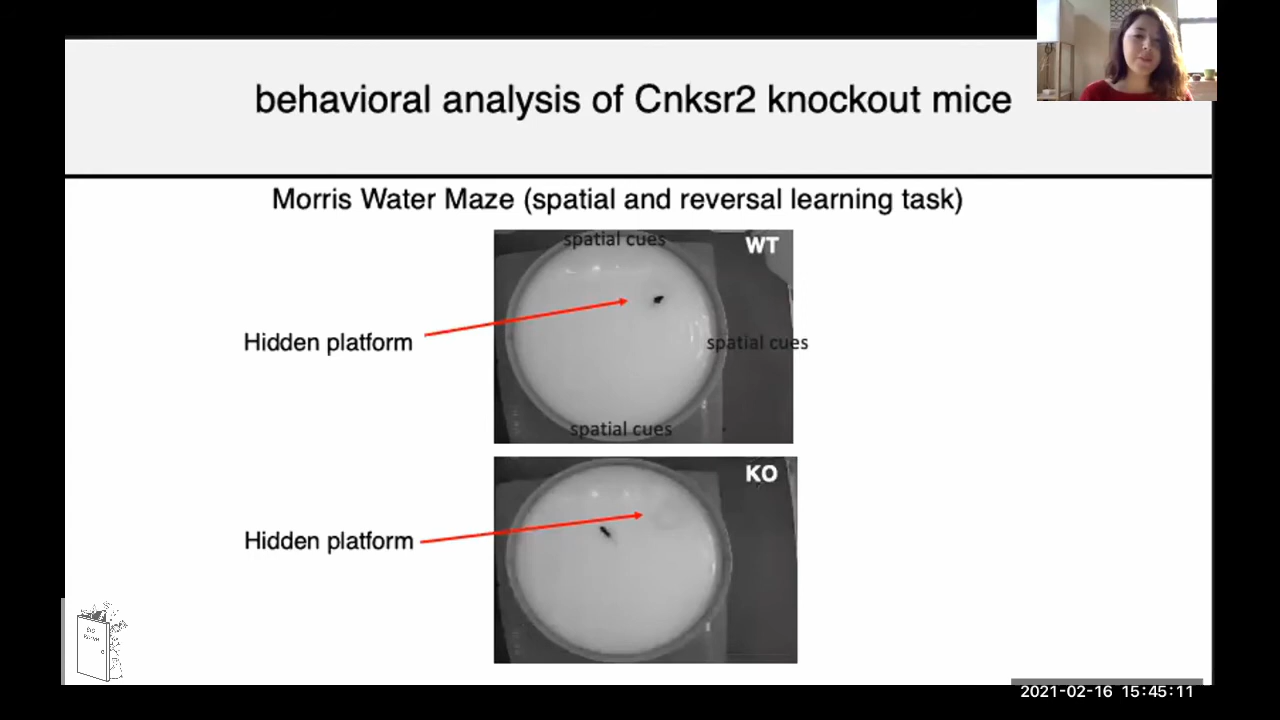 behavioral analysis of Cnksr2 knockout mice
Morris Water Maze (spatial and reversal learning task)
spatial cues
WT
Hidden platform
spatial cues
spatial cues
KO
Hidden platform
2021-02-16 15:45:11